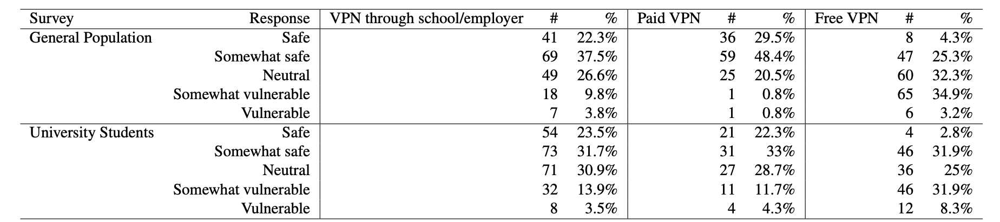 Survey Response VPN through school/employer # % Paid VPN # % Free VPN # %
General Population Safe 41 22.3% 36 29.5% 8 4.3%
Somewhat safe 69 37.5% 59 48.4% 47 25.3%
Neutral 49 26.6% 25 20.5% 60 32.3%
Somewhat vulnerable 18 9.8% 1 0.8% 65 34.9%
Vulnerable 7 3.8% 1 0.8% 6 3.2%
University Students Safe 54 23.5% 21 22.3% 4 2.8%
Somewhat safe 73 31.7% 31 33% 46 31.9%
Neutral 71 30.9% 27 28.7% 36 25%
Somewhat vulnerable 32 13.9% 11 11.7% 46 31.9%
Vulnerable 8 3.5% 4 4.3% 12 8.3%